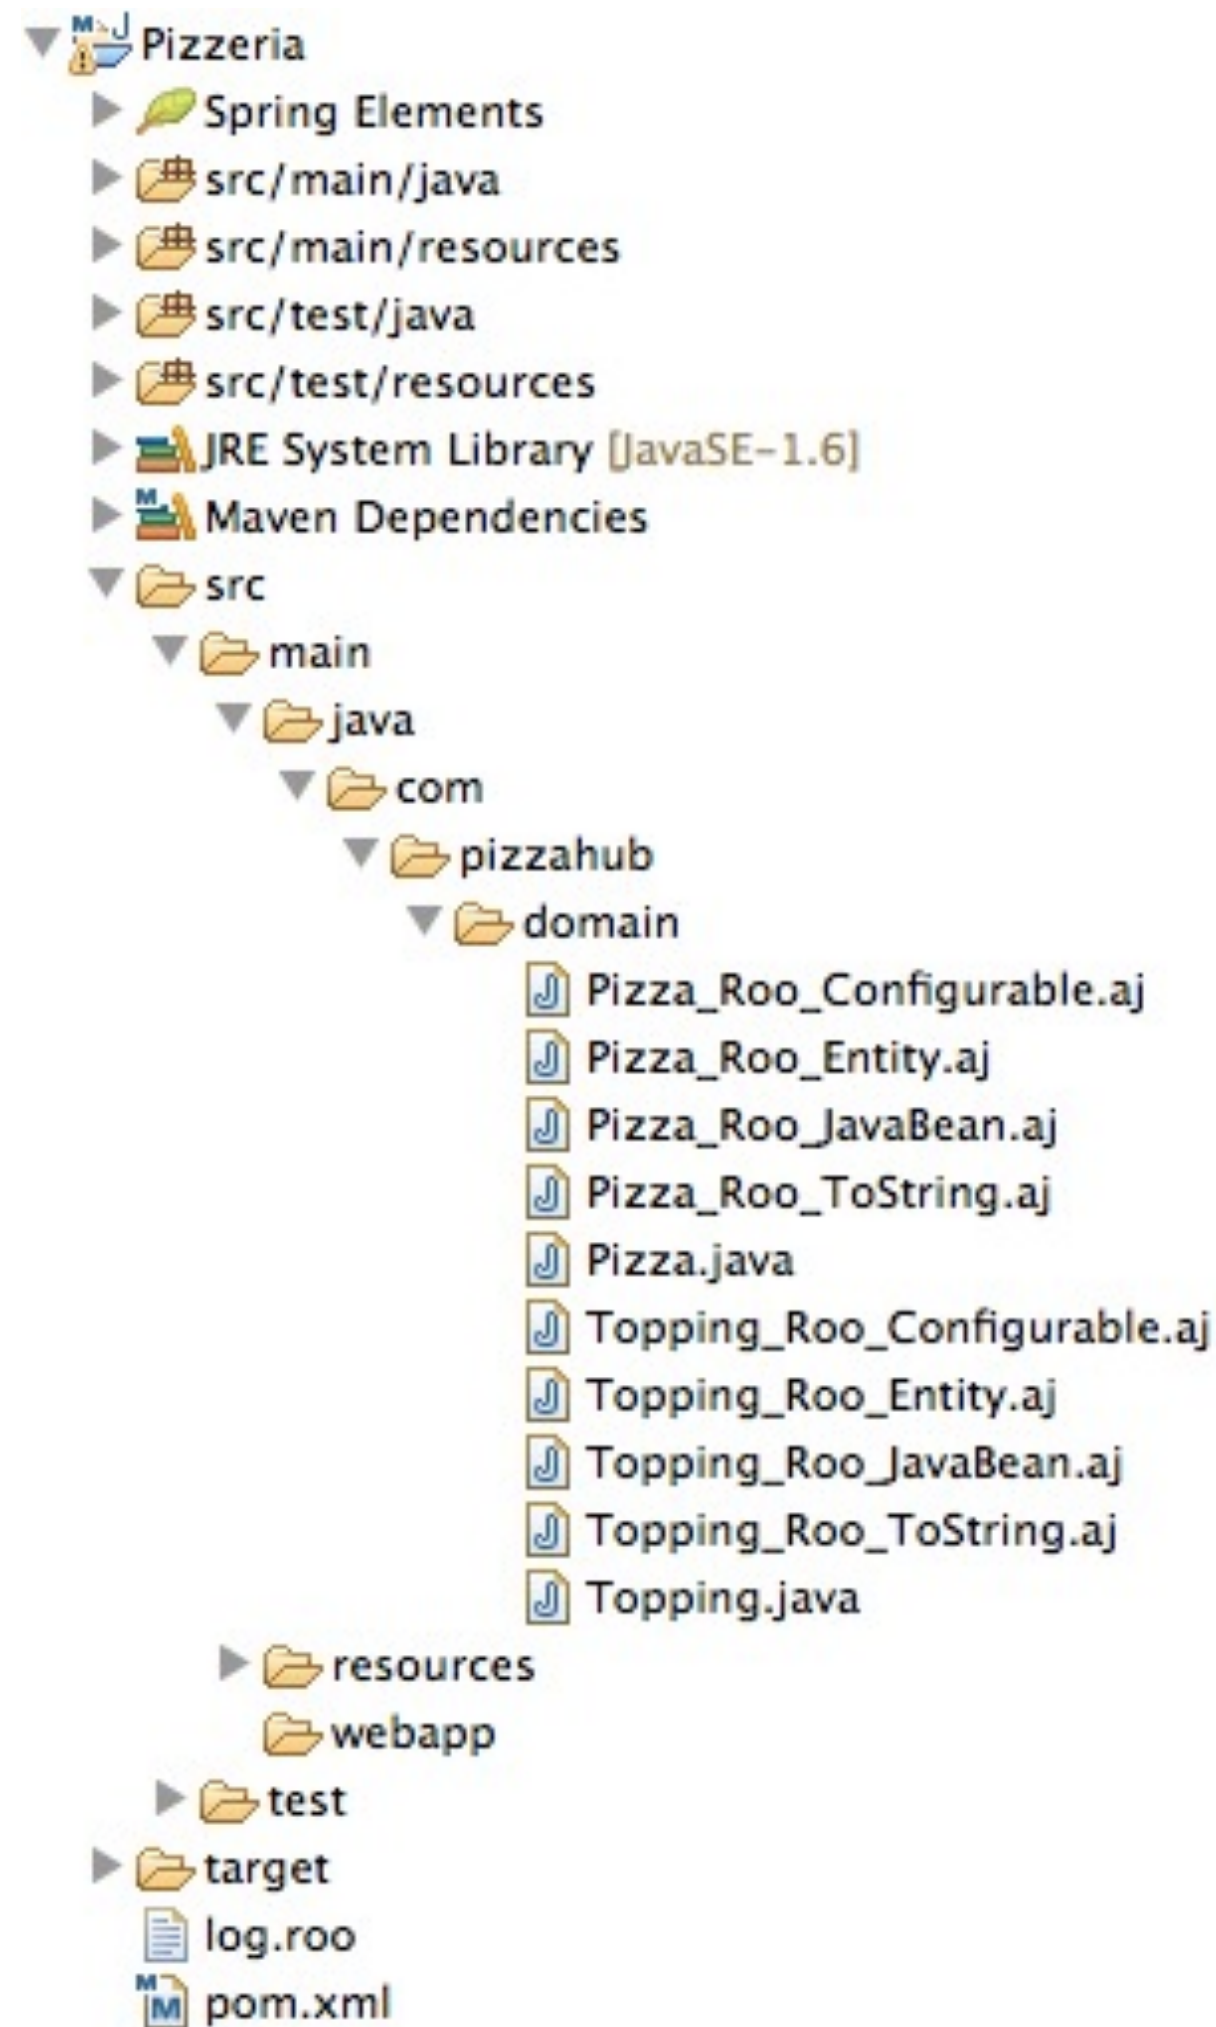 Pizzeria
Spring Elements
src/main/java
src/main/resources
src/test/java
src/test/resources
JRE System Library [JavaSE-1.6]
Maven Dependencies
src
main
java
com
pizzahub
domain
Pizza_Roo_Configurable.aj
Pizza_Roo_Entity.aj
Pizza_Roo_JavaBean.aj
Pizza_Roo_ToString.aj
Pizza.java
Topping_Roo_Configurable.aj
Topping_Roo_Entity.aj
Topping_Roo_JavaBean.aj
Topping_Roo_ToString.aj
Topping.java
resources
webapp
test
target
log.roo
pom.xml